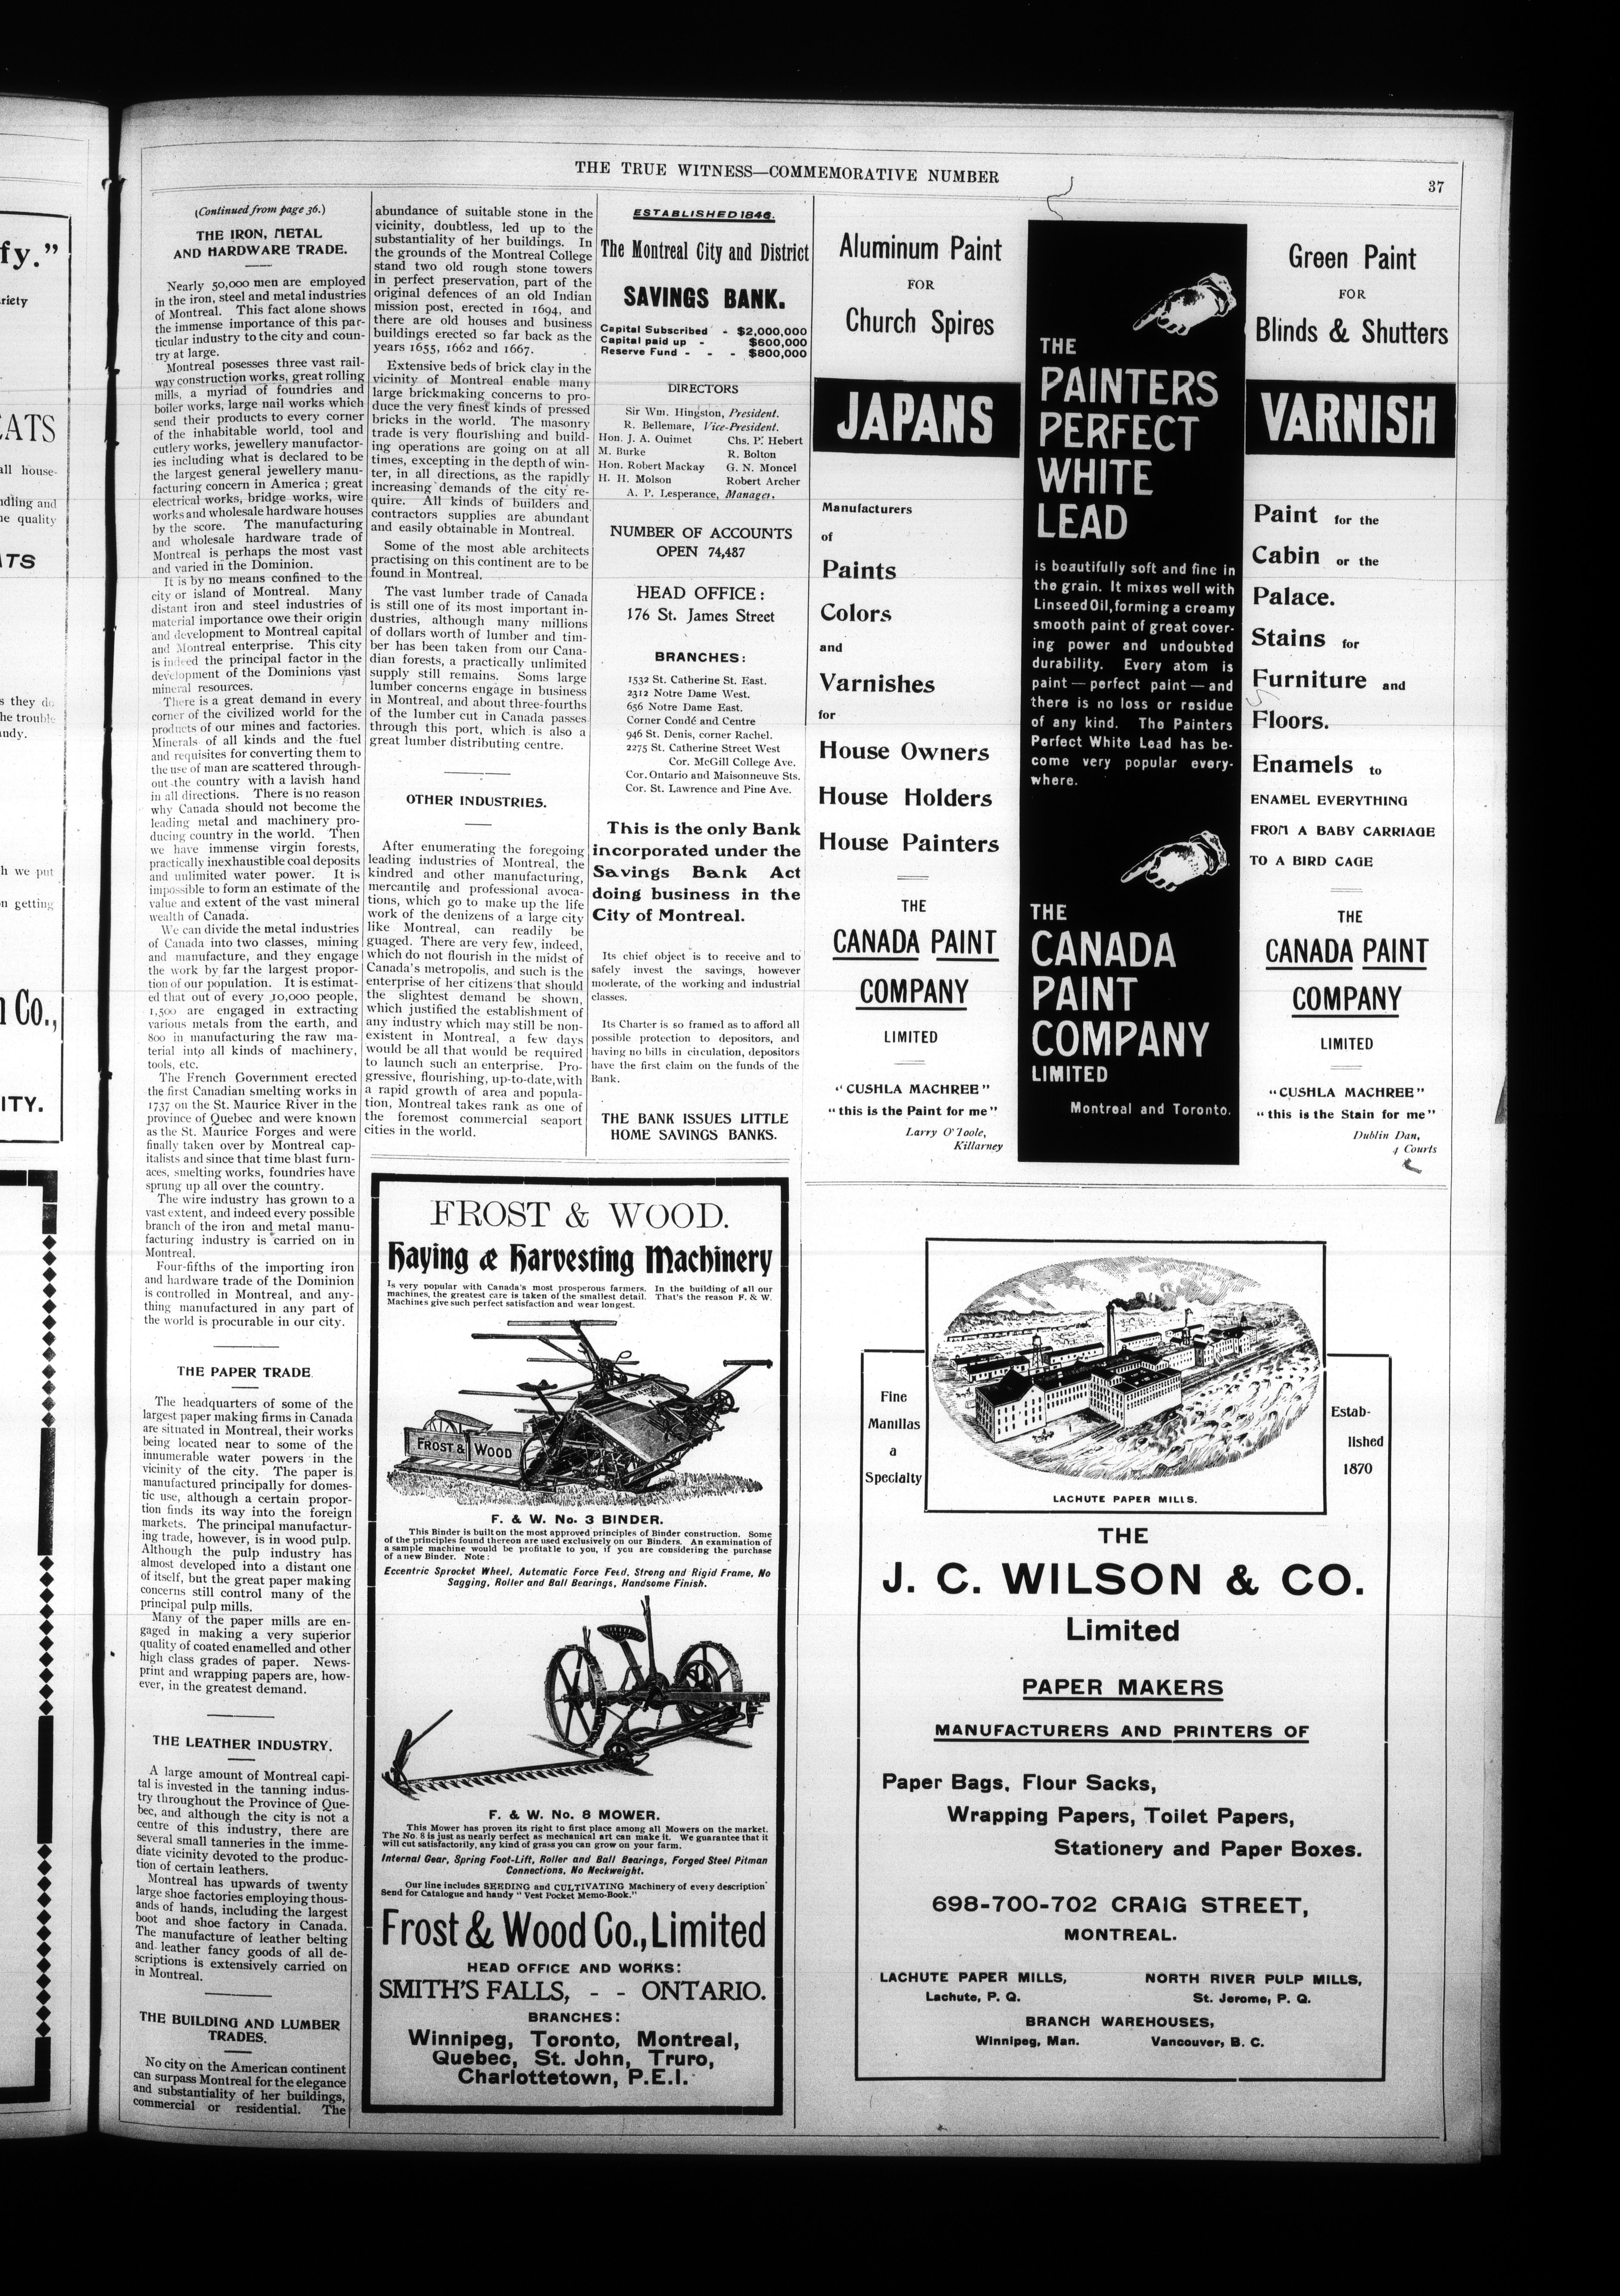 THE TRUE WITNESS—COMMEMORATIVE NUMBER
37
(Continued from page 36.)
THE IRON, METAL
AND HARDWARE TRADE.
Nearly 50,000 men are employed
in the iron, steel and metal industries
of Montreal. This fact alone shows
the immense importance of this par-
ticular industry to the city and coun-
try at large.
Montreal posesses three vast rail-
way construction works, great rolling
mills, a myriad of foundries and
boiler works, large nail works which
send their products to every corner
of the inhabitable world, tool and
cutlery works, jewellery manufactor-
ies including what is declared to be
the largest general jewellery manu-
facturing concern in America ; great
electrical works, bridge works, wire
works and wholesale hardware houses
by the score. The manufacturing
and wholesale hardware trade of
Montreal is perhaps the most vast
and varied in the Dominion.
It is by no means confined to the
city or island of Montreal. Many
distant iron and steel industries of
material importance owe their origin
and development to Montreal capital
and Montreal enterprise. This city
is indeed the principal factor in the
development of the Dominions vast
mineral resources.
There is a great demand in every
corner of the civilized world for the
products of our mines and factories.
Minerals of all kinds and the fuel
and requisites for converting them to
the use of man are scattered through-
out the country with a lavish hand
in all directions. There is no reason
why Canada should not become the
leading metal and machinery pro-
ducing country in the world. Then
we have immense virgin forests,
practically inexhaustible coal deposits
and unlimited water power. It is
impossible to form an estimate of the
value and extent of the vast mineral
wealth of Canada.
We can divide the metal industries
of Canada into two classes, mining
and manufacture, and they engage
the work by far the largest propor-
tion of our population. It is estimat-
ed that out of every 10,000 people,
1,500 are engaged in extracting
various metals from the earth, and
800 in manufacturing the raw ma-
terial into all kinds of machinery,
tools, etc.
The French Government erected
the first Canadian smelting works in
1737 on the St. Maurice River in the
province of Quebec and were known
as the St. Maurice Forges and were
finally taken over by Montreal cap-
italists and since that time blast furn-
aces, smelting works, foundries have
sprung up all over the country.
The wire industry has grown to a
vast extent, and indeed every possible
branch of the iron and metal manu-
facturing industry is carried on in
Montreal.
Four-fifths of the importing iron
and hardware trade of the Dominion
is controlled in Montreal, and any-
thing manufactured in any part of
the world is procurable in our city.
THE PAPER TRADE
The headquarters of some of the
largest paper making firms in Canada
are situated in Montreal, their works
being located near to some of the
innumerable water powers in the
vicinity of the city. The paper is
manufactured principally for domes-
tic use, although a certain propor-
tion finds its way into the foreign
markets. The principal manufactur-
ing trade, however, is in wood pulp.
Although the pulp industry has
almost developed into a distant one
of itself, but the great paper making
concerns still control many of the
principal pulp mills.
Many of the paper mills are en-
gaged in making a very superior
quality of coated enamelled and other
high class grades of paper. News-
print and wrapping papers are, how-
ever, in the greatest demand.
THE LEATHER INDUSTRY.
A large amount of Montreal capi-
tal is invested in the tanning indus-
try throughout the Province of Que-
bec, and although the city is not a
centre of this industry, there are
several small tanneries in the imme-
diate vicinity devoted to the produc-
tion of certain leathers.
Montreal has upwards of twenty
large shoe factories employing thous-
ands of hands, including the largest
boot and shoe factory in Canada.
The manufacture of leather belting
and leather fancy goods of all de-
scriptions is extensively carried on
in Montreal.
THE BUILDING AND LUMBER
TRADES.
No city on the American continent
can surpass Montreal for the elegance
and substantiality of her buildings,
commercial or residential. The
abundance of suitable stone in the
vicinity, doubtless, led up to the
substantiality of her buildings. In
the grounds of the Montreal College
stand two old rough stone towers
in perfect preservation, part of the
original defences of an old Indian
mission post, erected in 1694, and
there are old houses and business
buildings erected so far back as the
years 1655, 1662 and 1667.
Extensive beds of brick clay in the
vicinity of Montreal enable many
large brickmaking concerns to pro-
duce the very finest kinds of pressed
bricks in the world. The masonry
trade is very flourishing and build-
ing operations are going on at all
times, excepting in the depth of win-
ter, in all directions, as the rapidly
increasing demands of the city re-
quire. All kinds of builders and
contractors supplies are abundant
and easily obtainable in Montreal.
Some of the most able architects
practising on this continent are to be
found in Montreal.
The vast lumber trade of Canada
is still one of its most important in-
dustries, although many millions
of dollars worth of lumber and tim-
ber has been taken from our Cana-
dian forests, a practically unlimited
supply still remains. Soms large
lumber concerns engage in business
in Montreal, and about three-fourths
of the lumber cut in Canada passes
through this port, which is also a
great lumber distributing centre.
OTHER INDUSTRIES.
After enumerating the foregoing
leading industries of Montreal, the
kindred and other manufacturing,
mercantile and professional avoca-
tions, which go to make up the life
work of the denizens of a large city
like Montreal, can readily be
guaged. There are very few, indeed,
which do not flourish in the midst of
Canada's metropolis, and such is the
enterprise of her citizens that should
the slightest demand be shown,
which justified the establishment of
any industry which may still be non-
existent in Montreal, a few days
would be all that would be required
to launch such an enterprise. Pro-
gressive, flourishing, up-to-date, with
a rapid growth of area and popula-
tion, Montreal takes rank as one of
the foremost commercial seaport
cities in the world.
ESTABLISHED 1846.
The Montreal City and District
SAVINGS BANK.
Capital Subscribed - $2,000,000
Capital paid up - $600,000
Reserve Fund - - - $800,000
DIRECTORS
Sir Wm. Hingston, President.
R. Bellemare, Vice-President.
Hon. J. A. Ouimet Chs. P. Hebert
M. Burke R. Bolton
Hon. Robert Mackay G. N. Moncel
H. H. Molson Robert Archer
A. P. Lesperance, Manager.
NUMBER OF ACCOUNTS
OPEN 74,487
HEAD OFFICE :
176 St. James Street
BRANCHES :
1532 St. Catherine St. East.
2312 Notre Dame West.
656 Notre Dame East.
Corner Condé and Centre
946 St. Denis, corner Rachel.
2275 St. Catherine Street West
Cor. McGill College Ave.
Cor. Ontario and Maisonneuve Sts.
Cor. St. Lawrence and Pine Ave.
This is the only Bank
incorporated under the
Savings Bank Act
doing business in the
City of Montreal.
Its chief object is to receive and to
safely invest the savings, however
moderate, of the working and industrial
classes.
Its Charter is so framed as to afford all
possible protection to depositors, and
having no bills in circulation, depositors
have the first claim on the funds of the
Bank.
THE BANK ISSUES LITTLE
HOME SAVINGS BANKS.
Aluminum Paint
FOR
Church Spires
JAPANS
Manufacturers
of
Paints
Colors
and
Varnishes
for
House Owners
House Holders
House Painters
THE
CANADA PAINT
COMPANY
LIMITED
"CUSHLA MACHREE"
"this is the Paint for me"
Larry O'Toole,
Killarney
THE
PAINTERS
PERFECT
WHITE
LEAD
is beautifully soft and fine in
the grain. It mixes well with
Linseed Oil, forming a creamy
smooth paint of great cover-
ing power and undoubted
durability. Every atom is
paint — perfect paint — and
there is no loss or residue
of any kind. The Painters
Perfect White Lead has be-
come very popular every-
where.
THE
CANADA
PAINT
COMPANY
LIMITED
Montreal and Toronto.
Green Paint
FOR
Blinds & Shutters
VARNISH
Paint for the
Cabin or the
Palace.
Stains for
Furniture and
Floors.
Enamels to
ENAMEL EVERYTHING
FROM A BABY CARRIAGE
TO A BIRD CAGE
THE
CANADA PAINT
COMPANY
LIMITED
"CUSHLA MACHREE"
"this is the Stain for me"
Dublin Dan,
4 Courts
FROST & WOOD.
Haying & Harvesting Machinery
Is very popular with Canada's most prosperous farmers. In the building of all our
machines, the greatest care is taken of the smallest detail. That's the reason F. & W.
Machines give such perfect satisfaction and wear longest.
FROST & WOOD
F. & W. No. 3 BINDER.
This Binder is built on the most approved principles of Binder construction. Some
of the principles found thereon are used exclusively on our Binders. An examination of
a sample machine would be profitable to you, if you are considering the purchase
of a new Binder. Note :
Eccentric Sprocket Wheel, Automatic Force Feed, Strong and Rigid Frame, No
Sagging, Roller and Ball Bearings, Handsome Finish.
F. & W. No. 8 MOWER.
This Mower has proven its right to first place among all Mowers on the market.
The No. 8 is just as nearly perfect as mechanical art can make it. We guarantee that it
will cut satisfactorily, any kind of grass you can grow on your farm.
Internal Gear, Spring Foot-Lift, Roller and Ball Bearings, Forged Steel Pitman
Connections, No Neckweight.
Our line includes SEEDING and CULTIVATING Machinery of every description
Send for Catalogue and handy "Vest Pocket Memo-Book."
Frost & Wood Co., Limited
HEAD OFFICE AND WORKS:
SMITH'S FALLS, - - ONTARIO.
BRANCHES:
Winnipeg, Toronto, Montreal,
Quebec, St. John, Truro,
Charlottetown, P.E.I.
Fine
Manillas
a
Specialty
LACHUTE PAPER MILLS.
Estab-
lished
1870
THE
J. C. WILSON & CO.
Limited
PAPER MAKERS
MANUFACTURERS AND PRINTERS OF
Paper Bags, Flour Sacks,
Wrapping Papers, Toilet Papers,
Stationery and Paper Boxes.
698-700-702 CRAIG STREET,
MONTREAL.
LACHUTE PAPER MILLS, NORTH RIVER PULP MILLS,
Lachute, P. Q. St. Jerome, P. Q.
BRANCH WAREHOUSES,
Winnipeg, Man. Vancouver, B. C.